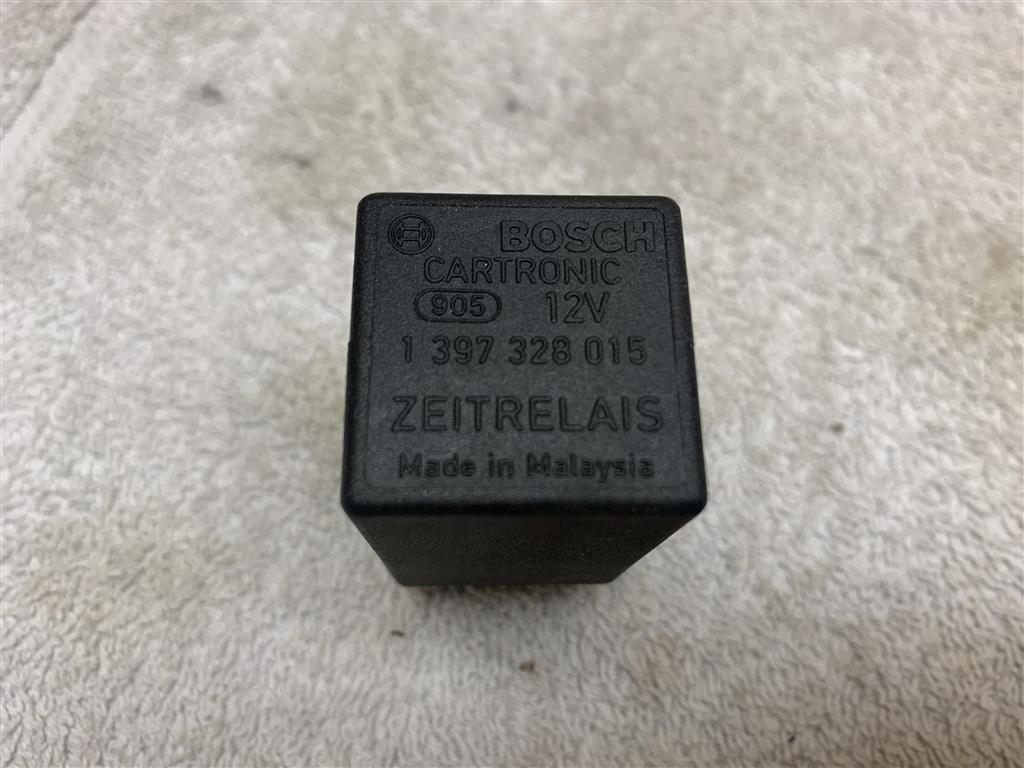 BOSCH
CARTRONIC
905 12V
1 397 328 015
ZEITRELAIS
Made in Malaysia